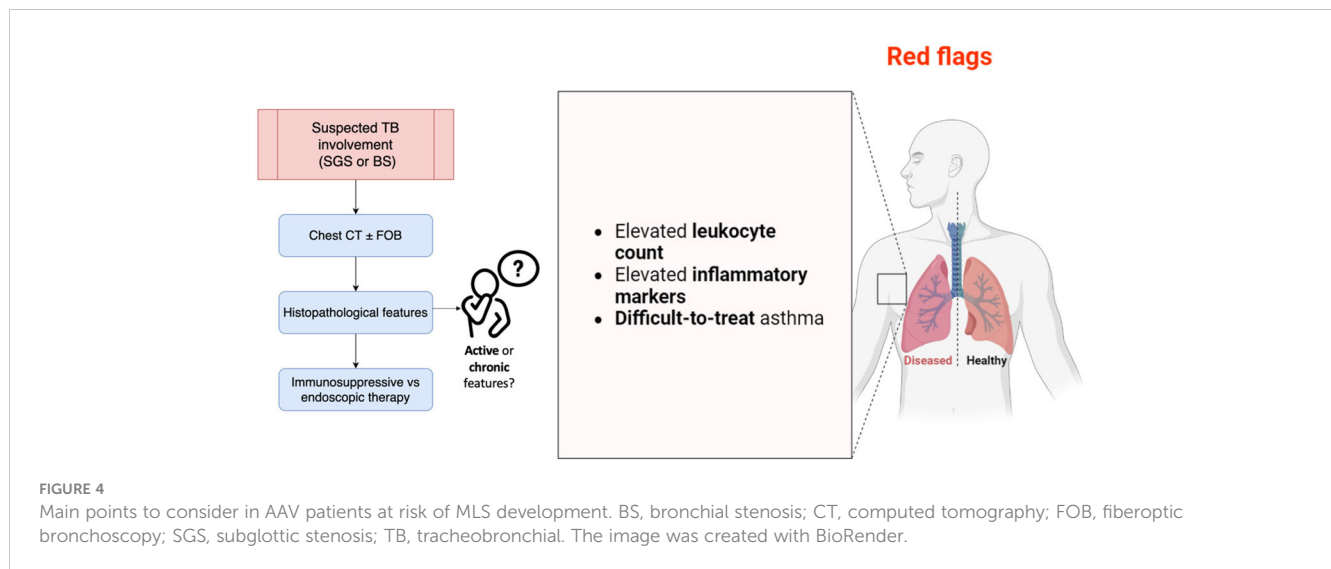 Red flags
Suspected TB
involvement
(SGS or BS)
Chest CT ± FOB
Histopathological features
Immunosuppressive vs
endoscopic therapy
?
Active or
chronic
features?
• Elevated leukocyte
count
• Elevated inflammatory
markers
• Difficult-to-treat asthma
Diseased Healthy
FIGURE 4
Main points to consider in AAV patients at risk of MLS development. BS, bronchial stenosis; CT, computed tomography; FOB, fiberoptic
bronchoscopy; SGS, subglottic stenosis; TB, tracheobronchial. The image was created with BioRender.